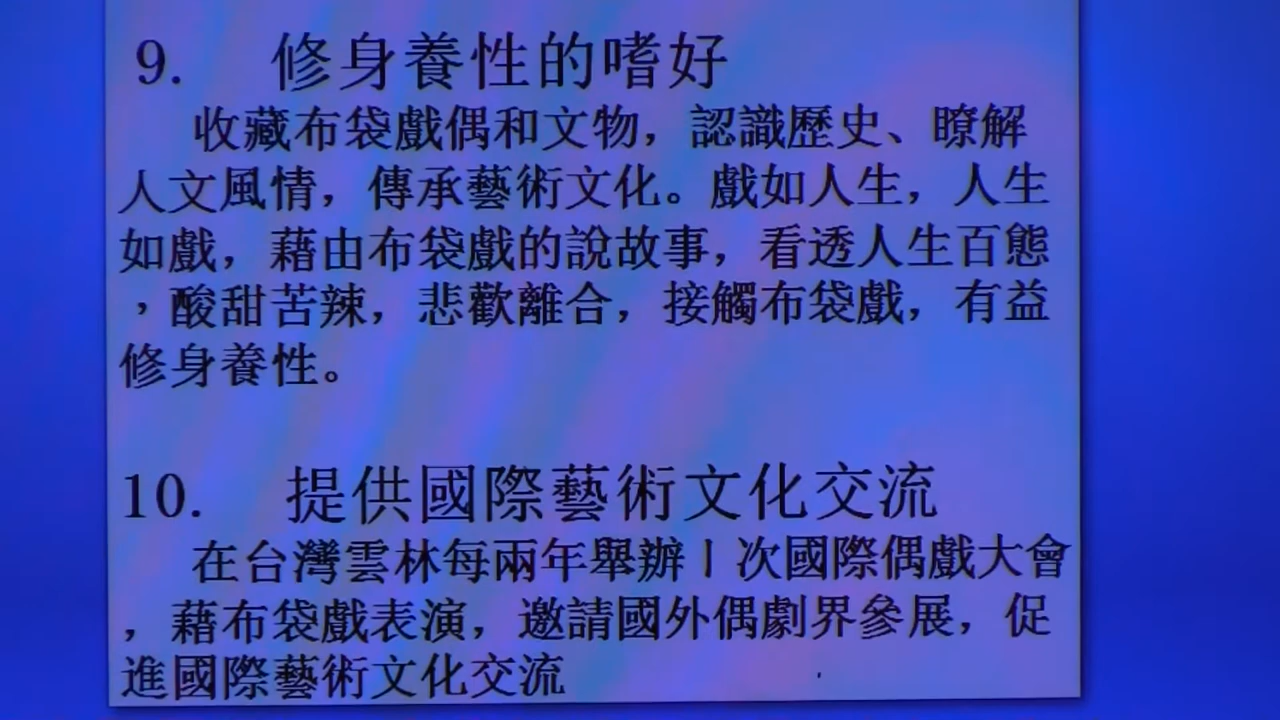 9. 修身養性的嗜好
收藏布袋戲偶和文物，認識歷史、瞭解
人文風情，傳承藝術文化。戲如人生，人生
如戲，藉由布袋戲的說故事，看透人生百態
，酸甜苦辣，悲歡離合，接觸布袋戲，有益
修身養性。
10. 提供國際藝術文化交流
在台灣雲林每兩年舉辦1次國際偶戲大會
，藉布袋戲表演，邀請國外偶劇界參展，促
進國際藝術文化交流